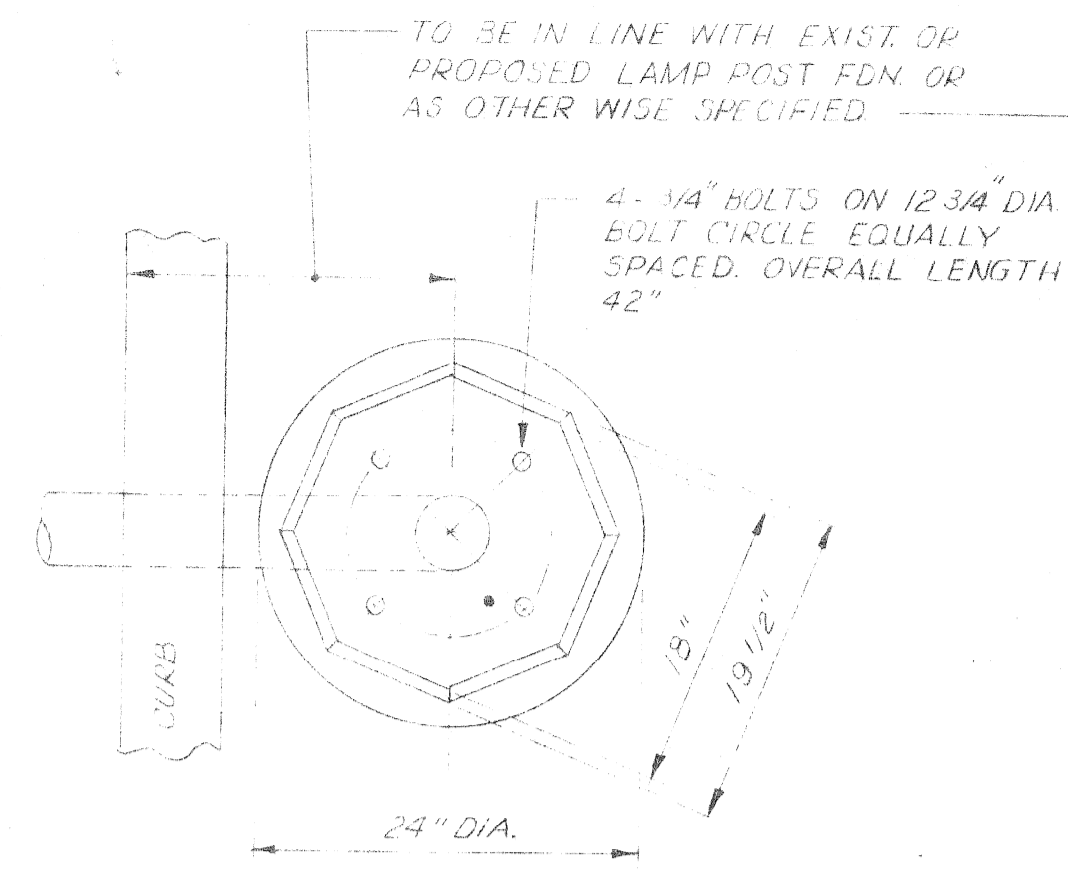 TO BE IN LINE WITH EXIST. OR
PROPOSED LAMP POST FDN. OR
AS OTHER WISE SPECIFIED.
4 - 3/4" BOLTS ON 12 3/4" DIA.
BOLT CIRCLE EQUALLY
SPACED. OVERALL LENGTH
42"
CURB
18"
19 1/2"
24" DIA.